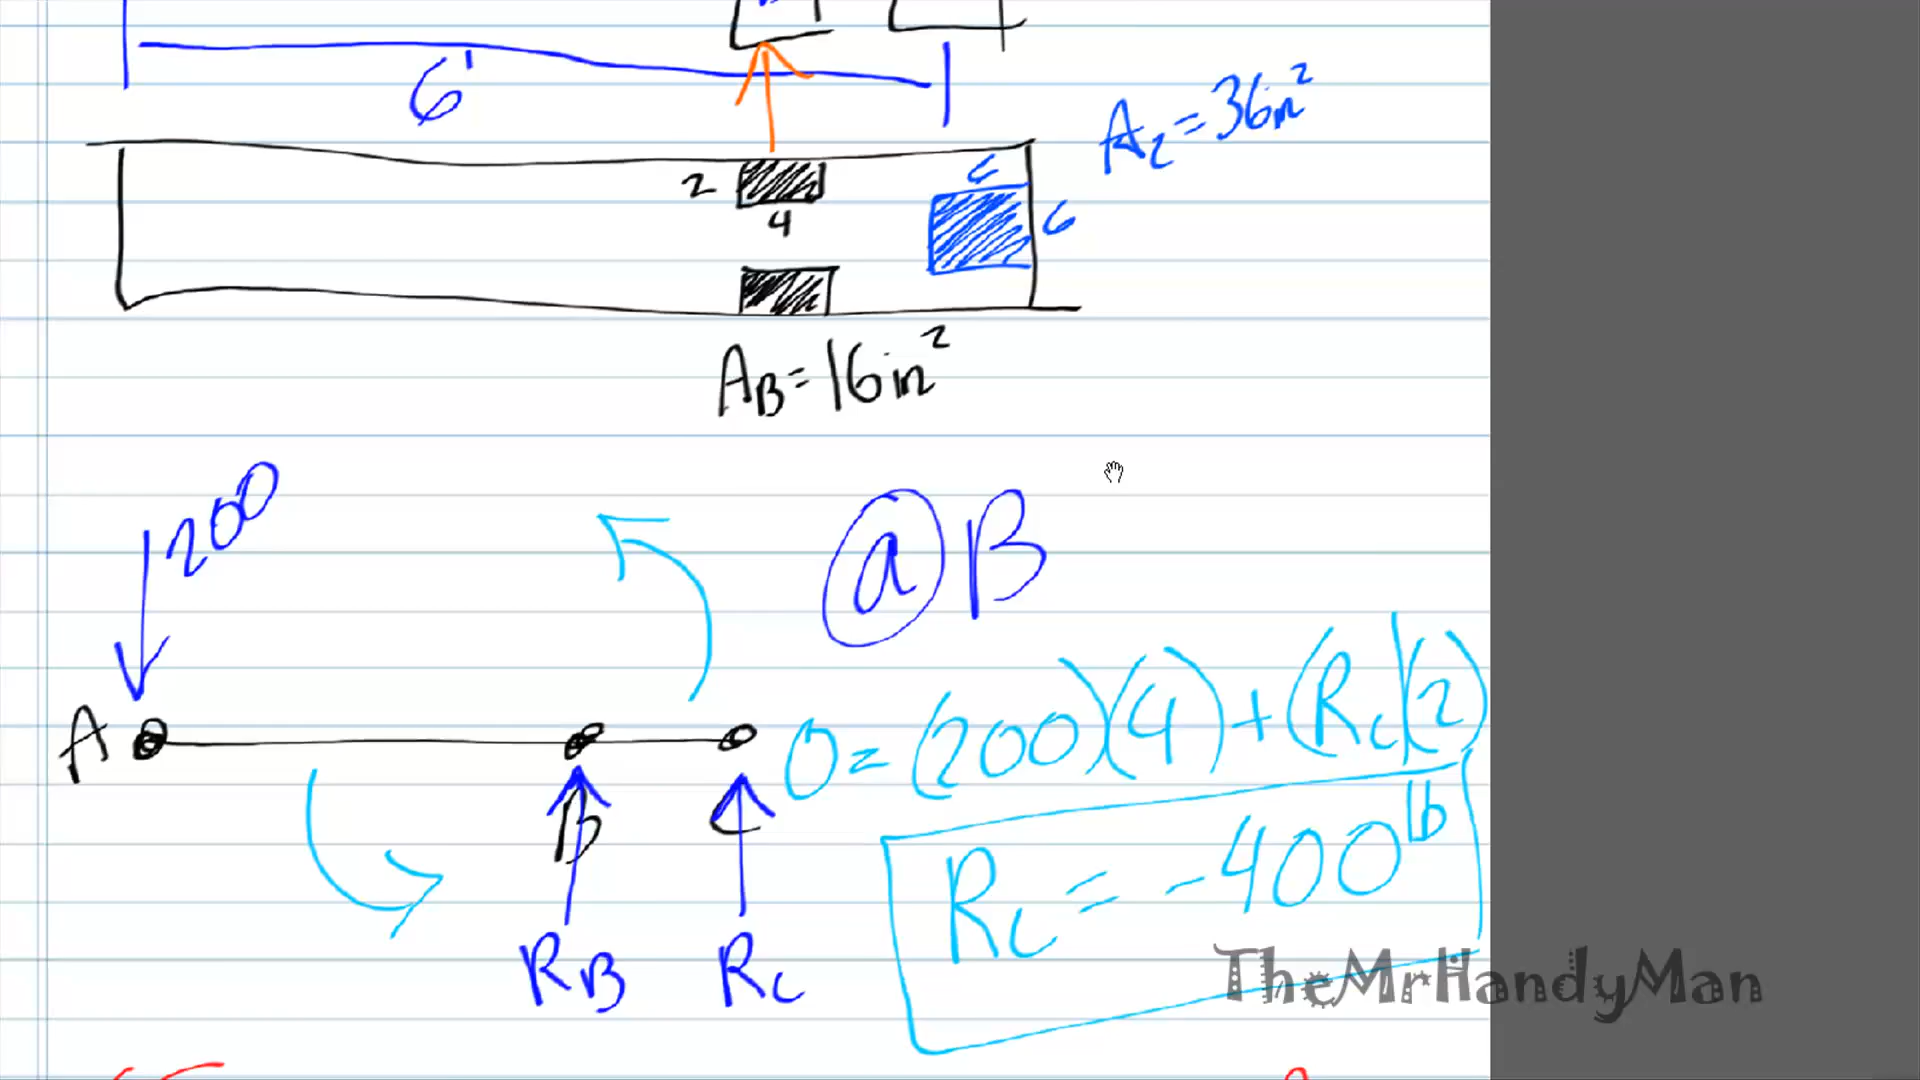 6'
A₂ = 36in²
2
4
6
6
A_B = 16in²
200
@ B
A
B
C
0 = (200)(4) + (R_C)(2)
R_C = -400 lb
R_B
R_C
TheMrHandyMan